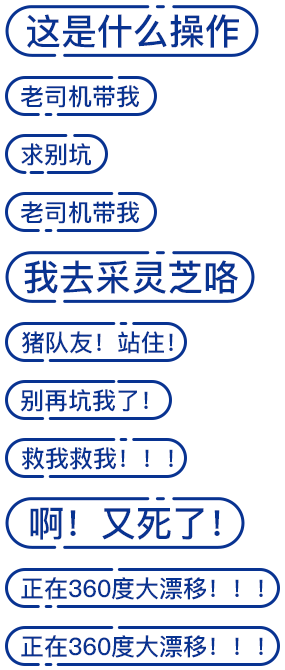 这是什么操作
老司机带我
求别坑
老司机带我
我去采灵芝咯
猪队友！站住！
别再坑我了！
救我救我！！！
啊！又死了！
正在360度大漂移！！！
正在360度大漂移！！！